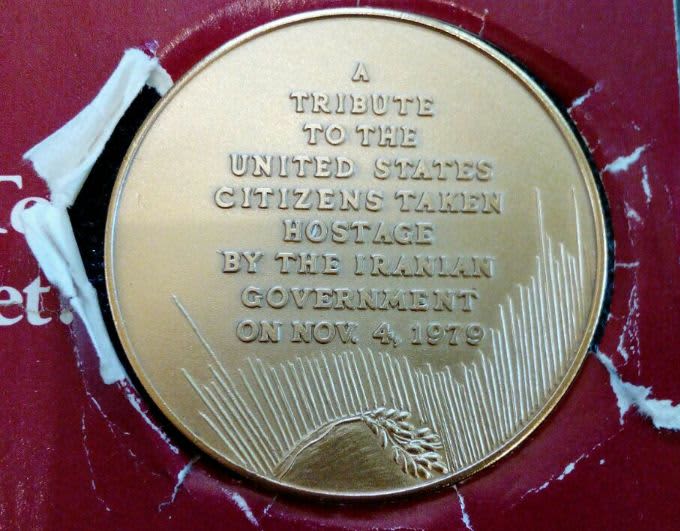 A
TRIBUTE
TO THE
UNITED STATES
CITIZENS TAKEN
HOSTAGE
BY THE IRANIAN
GOVERNMENT
ON NOV. 4, 1979